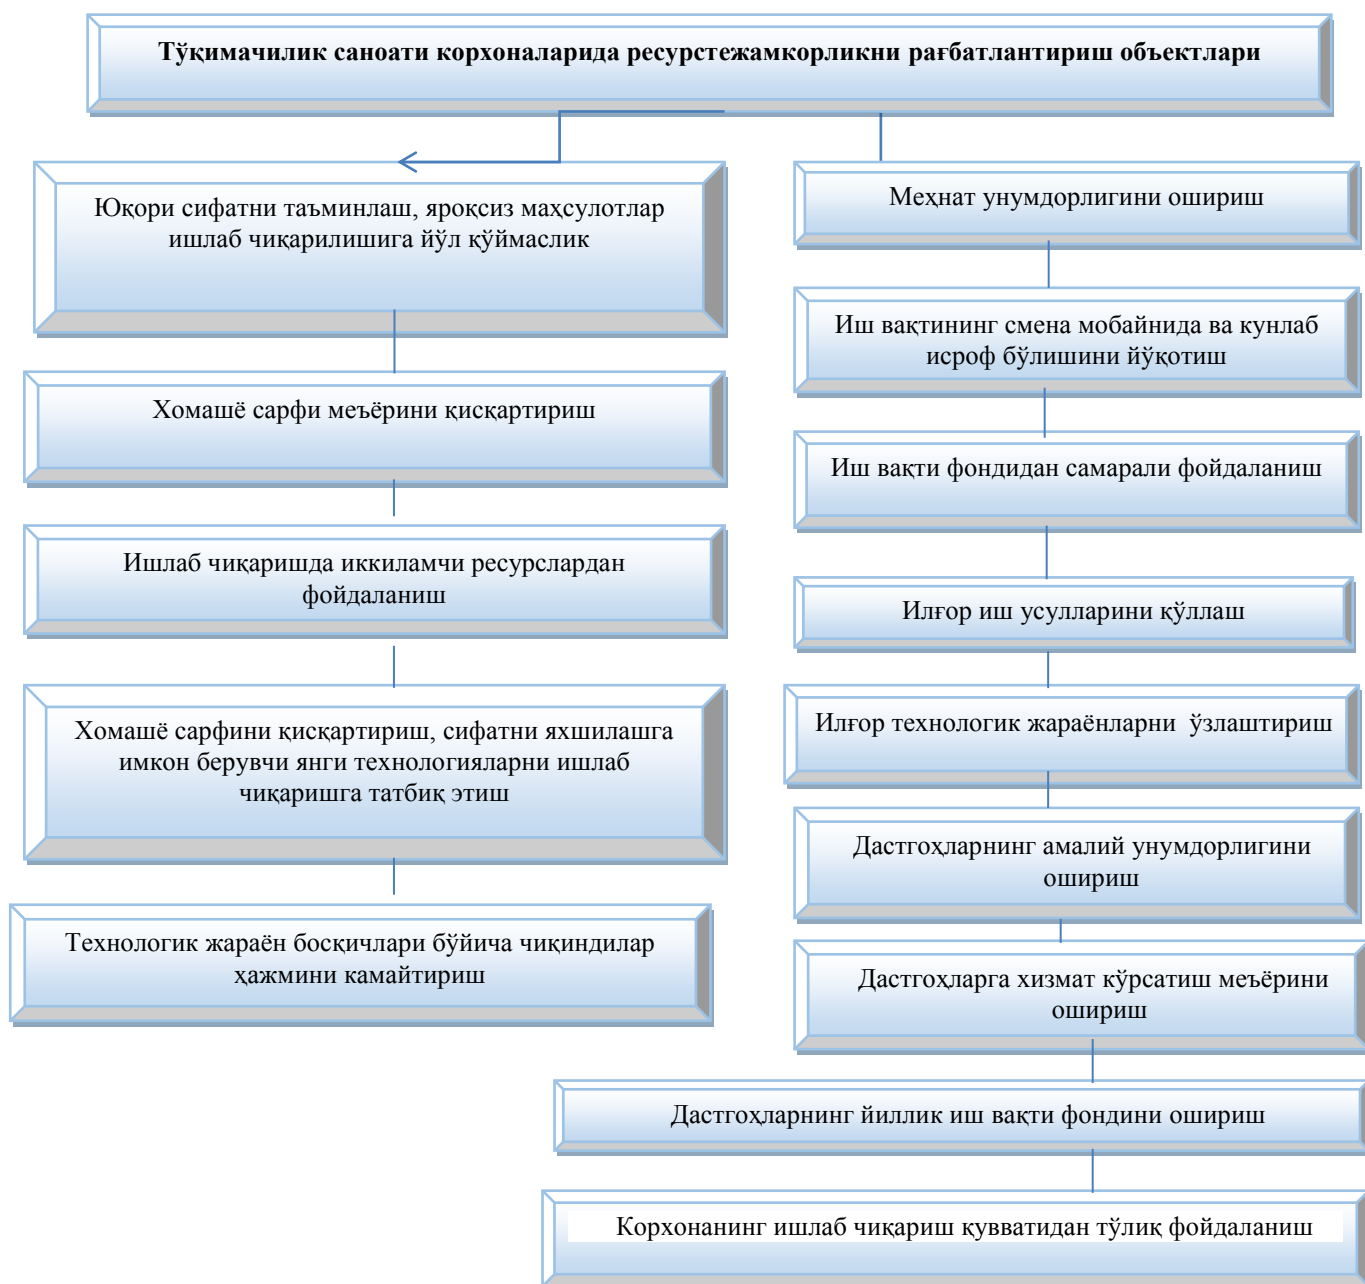 Тўқимачилик саноати корхоналарида ресурстежамкорликни рағбатлантириш объектлари
Юқори сифатни таъминлаш, яроқсиз маҳсулотлар
ишлаб чиқарилишига йўл қўймаслик
Хомашё сарфи меъёрини қисқартириш
Ишлаб чиқаришда иккиламчи ресурслардан
фойдаланиш
Хомашё сарфини қисқартириш, сифатни яхшилашга
имкон берувчи янги технологияларни ишлаб
чиқаришга татбиқ этиш
Технологик жараён босқичлари бўйича чиқиндилар
ҳажмини камайтириш
Меҳнат унумдорлигини ошириш
Иш вақтининг смена мобайнида ва кунлаб
исроф бўлишини йўқотиш
Иш вақти фондидан самарали фойдаланиш
Илғор иш усулларини қўллаш
Илғор технологик жараёнларни ўзлаштириш
Дастгоҳларнинг амалий унумдорлигини
ошириш
Дастгоҳларга хизмат кўрсатиш меъёрини
ошириш
Дастгоҳларнинг йиллик иш вақти фондини ошириш
Корхонанинг ишлаб чиқариш қувватидан тўлиқ фойдаланиш